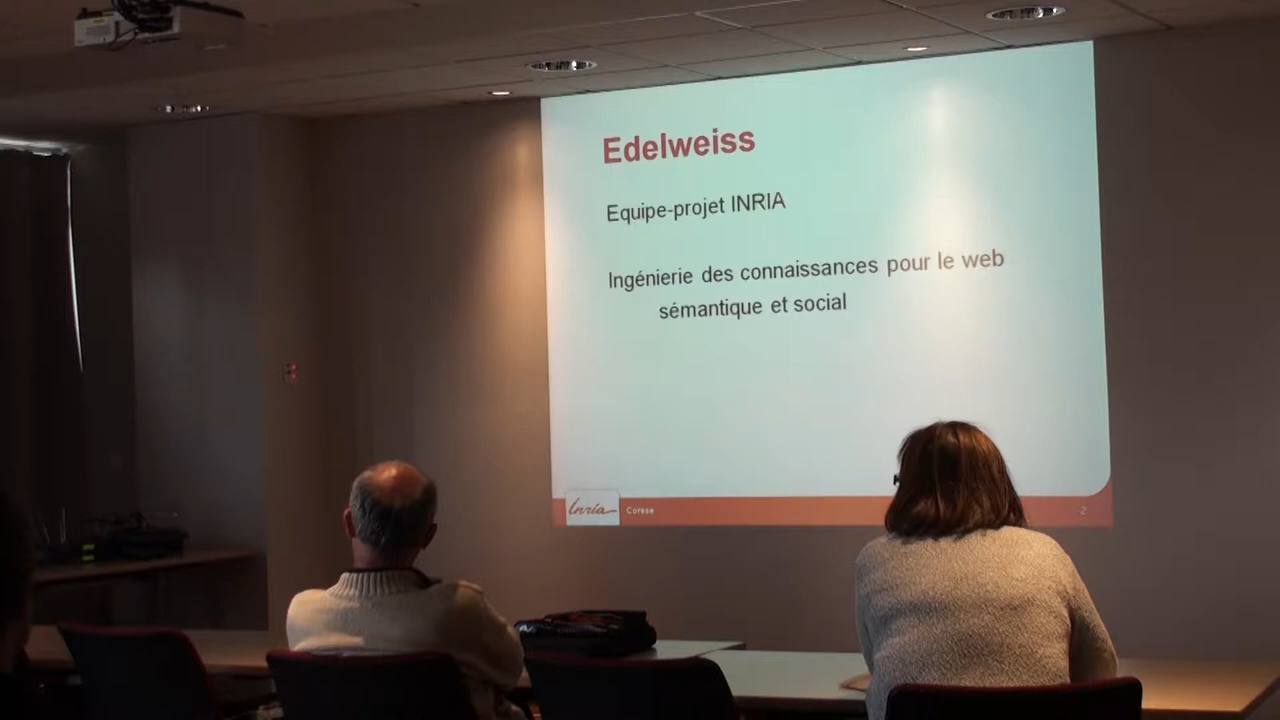 Edelweiss
Equipe-projet INRIA
Ingénierie des connaissances pour le web
sémantique et social
Inria
Corese
2